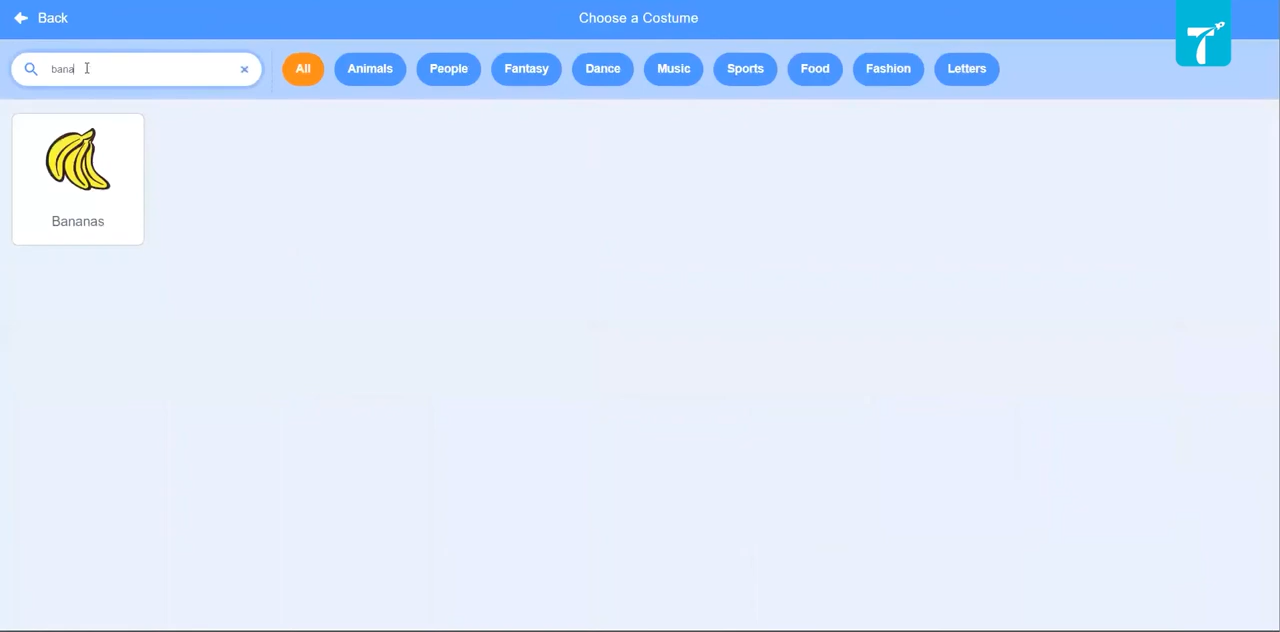 Back
Choose a Costume
bana
All
Animals
People
Fantasy
Dance
Music
Sports
Food
Fashion
Letters
Bananas